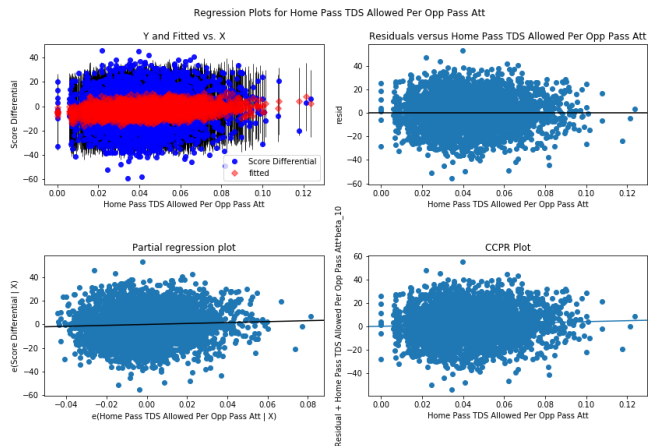 Regression Plots for Home Pass TDS Allowed Per Opp Pass Att
Y and Fitted vs. X
40
20
0
−20
−40
−60
Score Differential
fitted
0.00 0.02 0.04 0.06 0.08 0.10 0.12
Home Pass TDS Allowed Per Opp Pass Att
Residuals versus Home Pass TDS Allowed Per Opp Pass Att
resid
60
40
20
0
−20
−40
−60
0.00 0.02 0.04 0.06 0.08 0.10 0.12
Home Pass TDS Allowed Per Opp Pass Att
Partial regression plot
e(Score Differential | X)
60
40
20
0
−20
−40
−60
−0.04 −0.02 0.00 0.02 0.04 0.06 0.08
e(Home Pass TDS Allowed Per Opp Pass Att | X)
CCPR Plot
Residual + Home Pass TDS Allowed Per Opp Pass Att*beta_10
60
40
20
0
−20
−40
0.00 0.02 0.04 0.06 0.08 0.10 0.12
Home Pass TDS Allowed Per Opp Pass Att